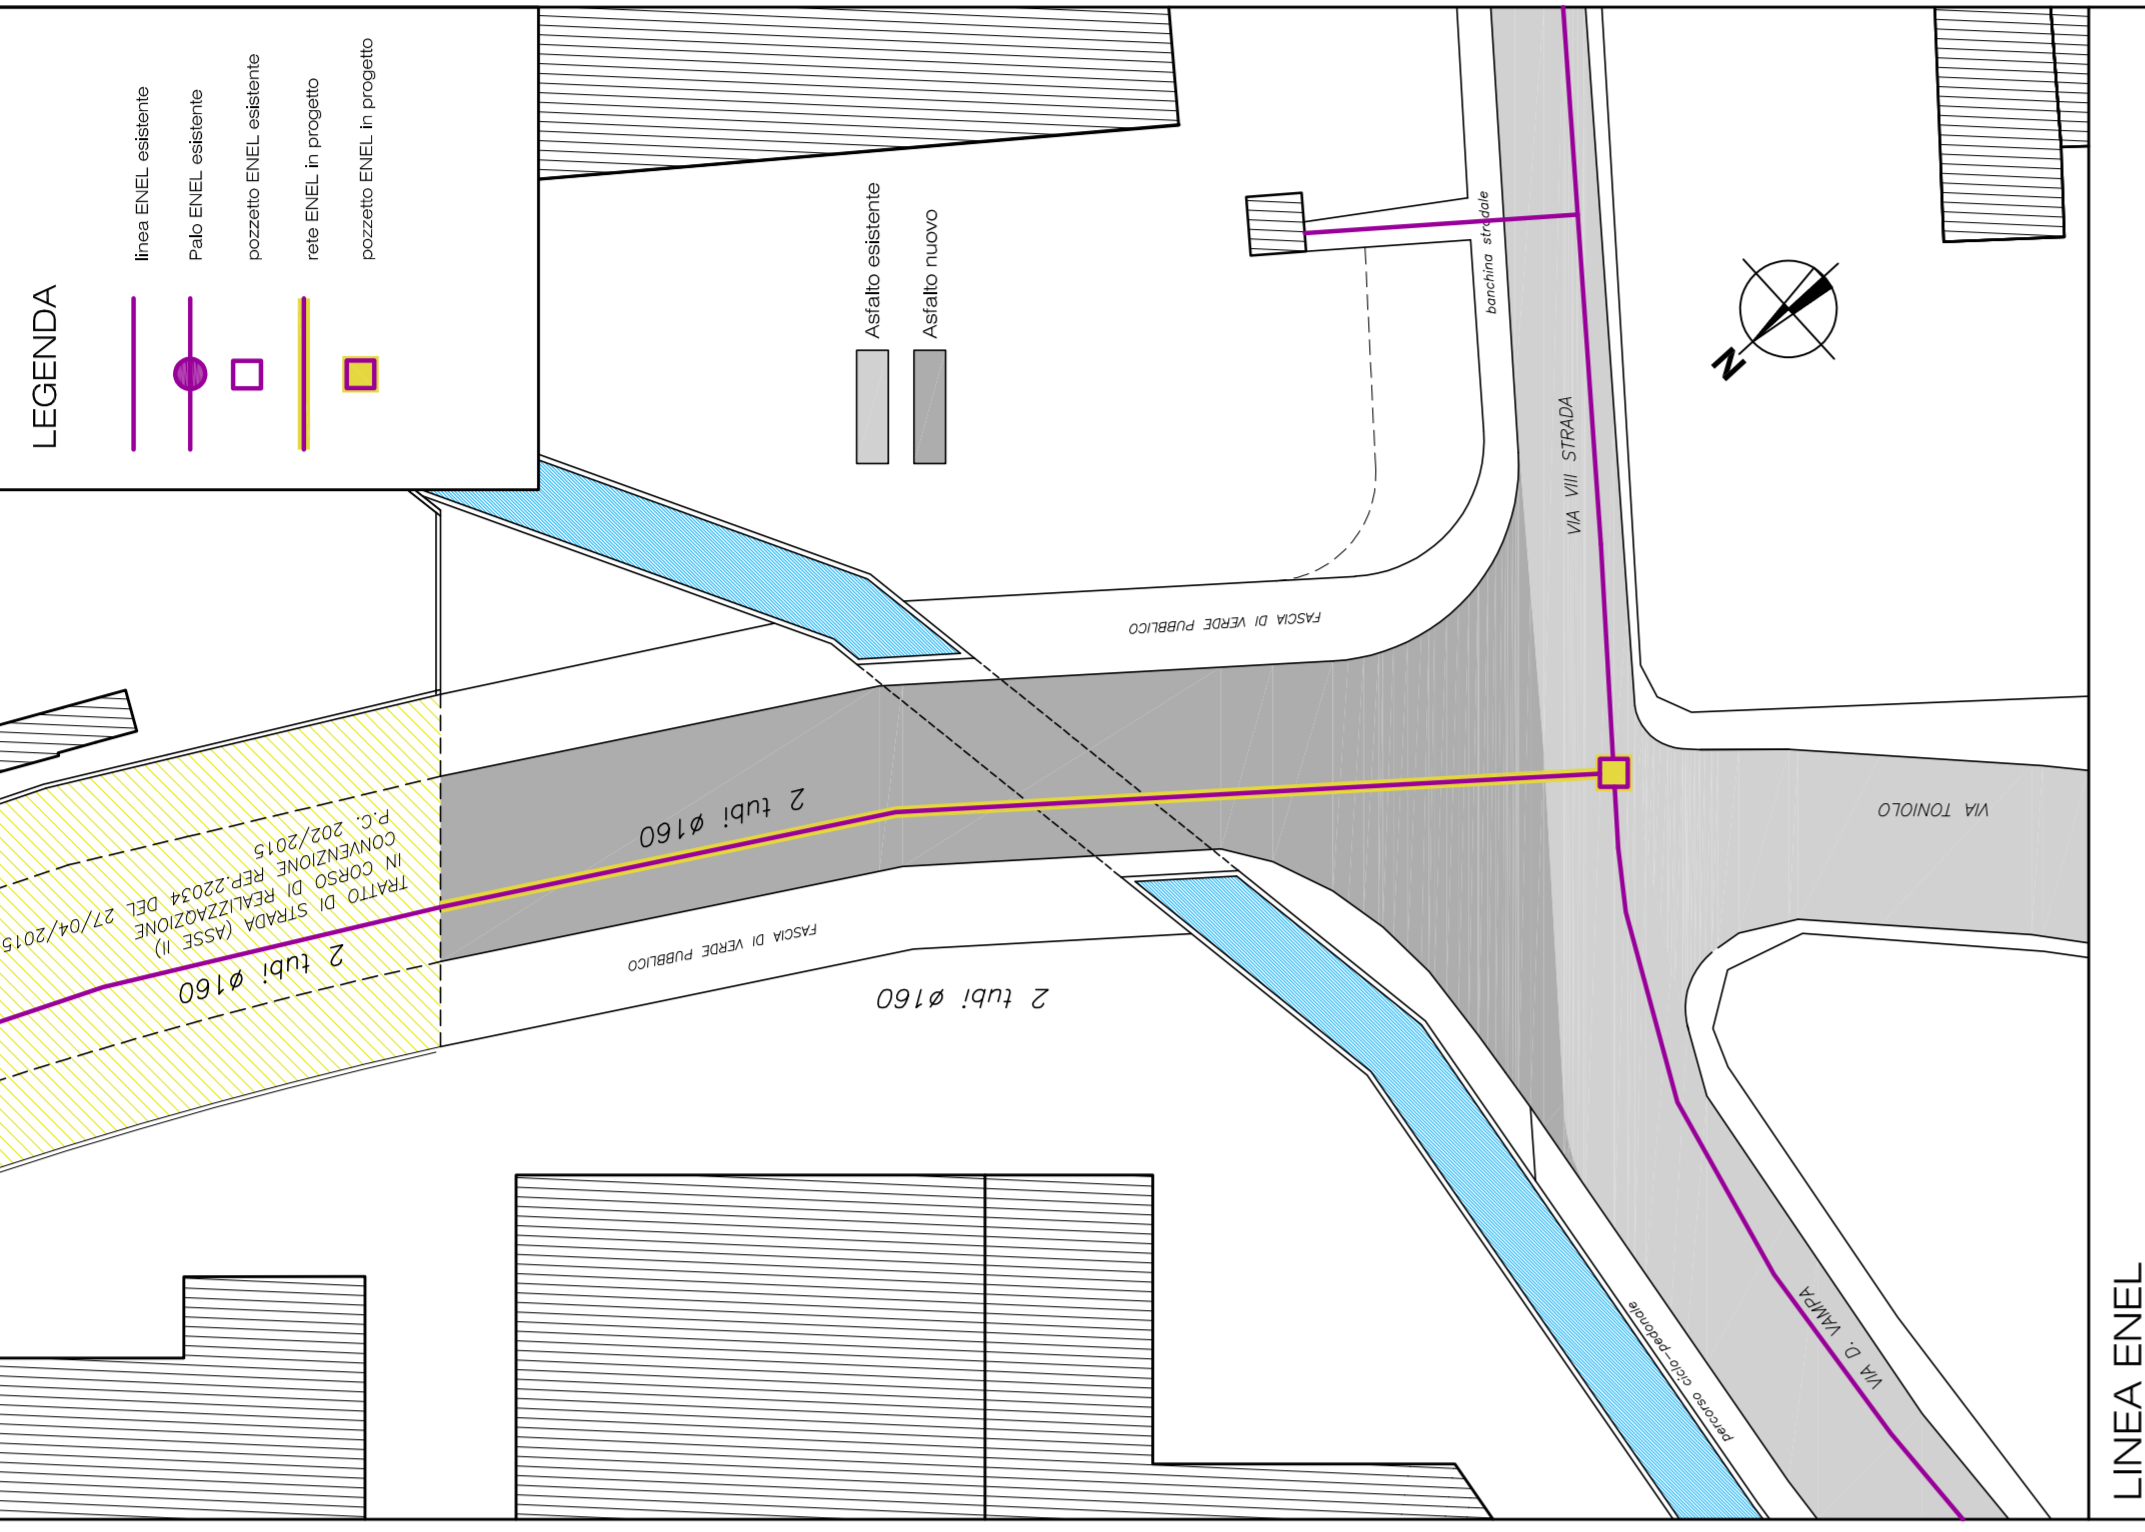 LEGENDA
linea ENEL esistente
Palo ENEL esistente
pozzetto ENEL esistente
rete ENEL in progetto
pozzetto ENEL in progetto
Asfalto esistente
Asfalto nuovo
banchina stradale
VIA VIII STRADA
N
FASCIA DI VERDE PUBBLICO
VIA TONIOLO
2 tubi ø160
TRATTO DI STRADA (ASSE II)
IN CORSO DI REALIZZAQZIONE
CONVENZIONE REP.22034 DEL 27/04/2015
P.C. 202/2015
2 tubi ø160
FASCIA DI VERDE PUBBLICO
2 tubi ø160
VIA D. VAMPA
percorso ciclo-pedonale
LINEA ENEL